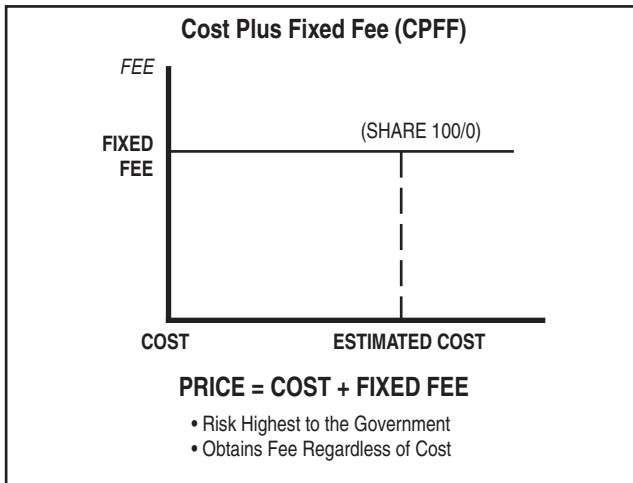 Cost Plus Fixed Fee (CPFF)
FEE
(SHARE 100/0)
FIXED
FEE
COST
ESTIMATED COST
PRICE = COST + FIXED FEE
• Risk Highest to the Government
• Obtains Fee Regardless of Cost